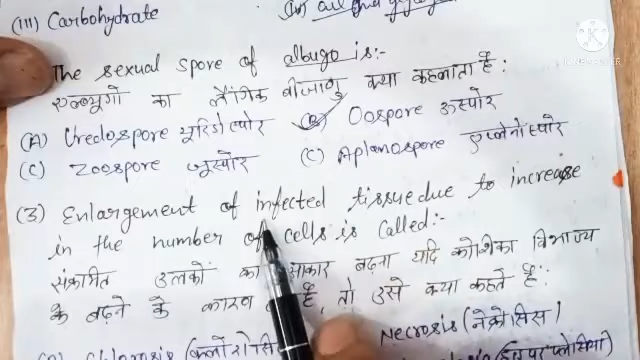 (iii) Carbohydrate
The sexual spore of albugo is:-
एल्ब्यूगो का लैंगिक बीजाणु क्या कहलाता है:
(A) Uredospore यूरिडोस्पोर (B) Oospore ऊस्पोर
(C) Zoospore जूस्पोर (C) Aplanospore एप्लेनोस्पोर
(3) Enlargement of infected tissue due to increase
in the number of cells is called:-
संक्रामित उत्तकों का आकार बढ़ना यदि कोशिका विभाज्य
के बढ़ने के कारण है, तो उसे क्या कहते हैं:
Chlorosis (क्लोरोसिस Necrosis (नेक्रोसिस)